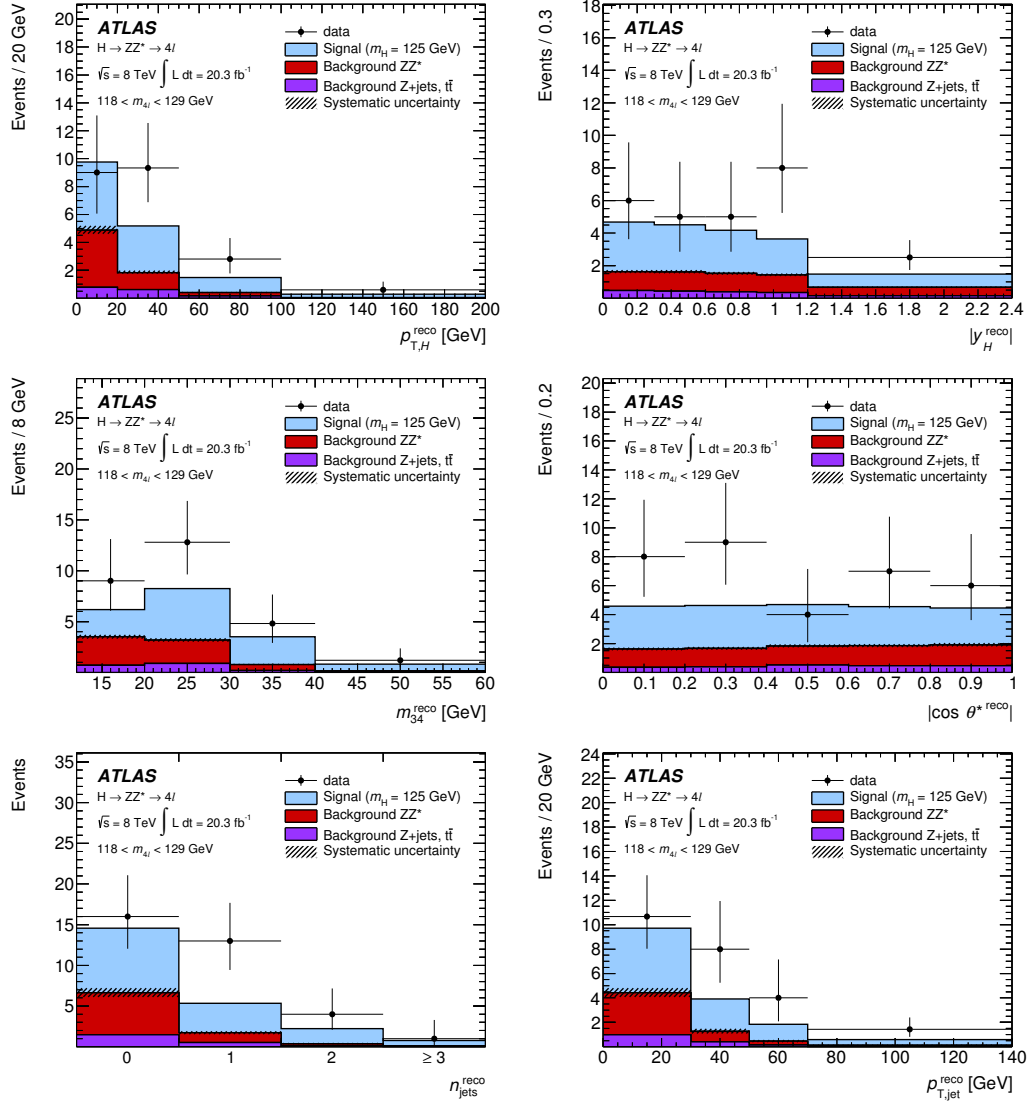 Events / 20 GeV
ATLAS
H → ZZ* → 4l
√s = 8 TeV ∫ L dt = 20.3 fb⁻¹
118 < m₄ₗ < 129 GeV
data
Signal (m_H = 125 GeV)
Background ZZ*
Background Z+jets, tt̄
Systematic uncertainty
20
18
16
14
12
10
8
6
4
2
0 20 40 60 80 100 120 140 160 180 200
p_T,H^reco [GeV]
Events / 0.3
ATLAS
H → ZZ* → 4l
√s = 8 TeV ∫ L dt = 20.3 fb⁻¹
118 < m₄ₗ < 129 GeV
data
Signal (m_H = 125 GeV)
Background ZZ*
Background Z+jets, tt̄
Systematic uncertainty
18
16
14
12
10
8
6
4
2
0 0.2 0.4 0.6 0.8 1 1.2 1.4 1.6 1.8 2 2.2 2.4
|y_H^reco|
Events / 8 GeV
ATLAS
H → ZZ* → 4l
√s = 8 TeV ∫ L dt = 20.3 fb⁻¹
118 < m₄ₗ < 129 GeV
data
Signal (m_H = 125 GeV)
Background ZZ*
Background Z+jets, tt̄
Systematic uncertainty
25
20
15
10
5
15 20 25 30 35 40 45 50 55 60
m_34^reco [GeV]
Events / 0.2
ATLAS
H → ZZ* → 4l
√s = 8 TeV ∫ L dt = 20.3 fb⁻¹
118 < m₄ₗ < 129 GeV
data
Signal (m_H = 125 GeV)
Background ZZ*
Background Z+jets, tt̄
Systematic uncertainty
20
18
16
14
12
10
8
6
4
2
0 0.1 0.2 0.3 0.4 0.5 0.6 0.7 0.8 0.9 1
|cos θ* ^reco|
Events
ATLAS
H → ZZ* → 4l
√s = 8 TeV ∫ L dt = 20.3 fb⁻¹
118 < m₄ₗ < 129 GeV
data
Signal (m_H = 125 GeV)
Background ZZ*
Background Z+jets, tt̄
Systematic uncertainty
35
30
25
20
15
10
5
0 1 2 ≥ 3
n_jets^reco
Events / 20 GeV
ATLAS
H → ZZ* → 4l
√s = 8 TeV ∫ L dt = 20.3 fb⁻¹
118 < m₄ₗ < 129 GeV
data
Signal (m_H = 125 GeV)
Background ZZ*
Background Z+jets, tt̄
Systematic uncertainty
24
22
20
18
16
14
12
10
8
6
4
2
0 20 40 60 80 100 120 140
p_T,jet^reco [GeV]